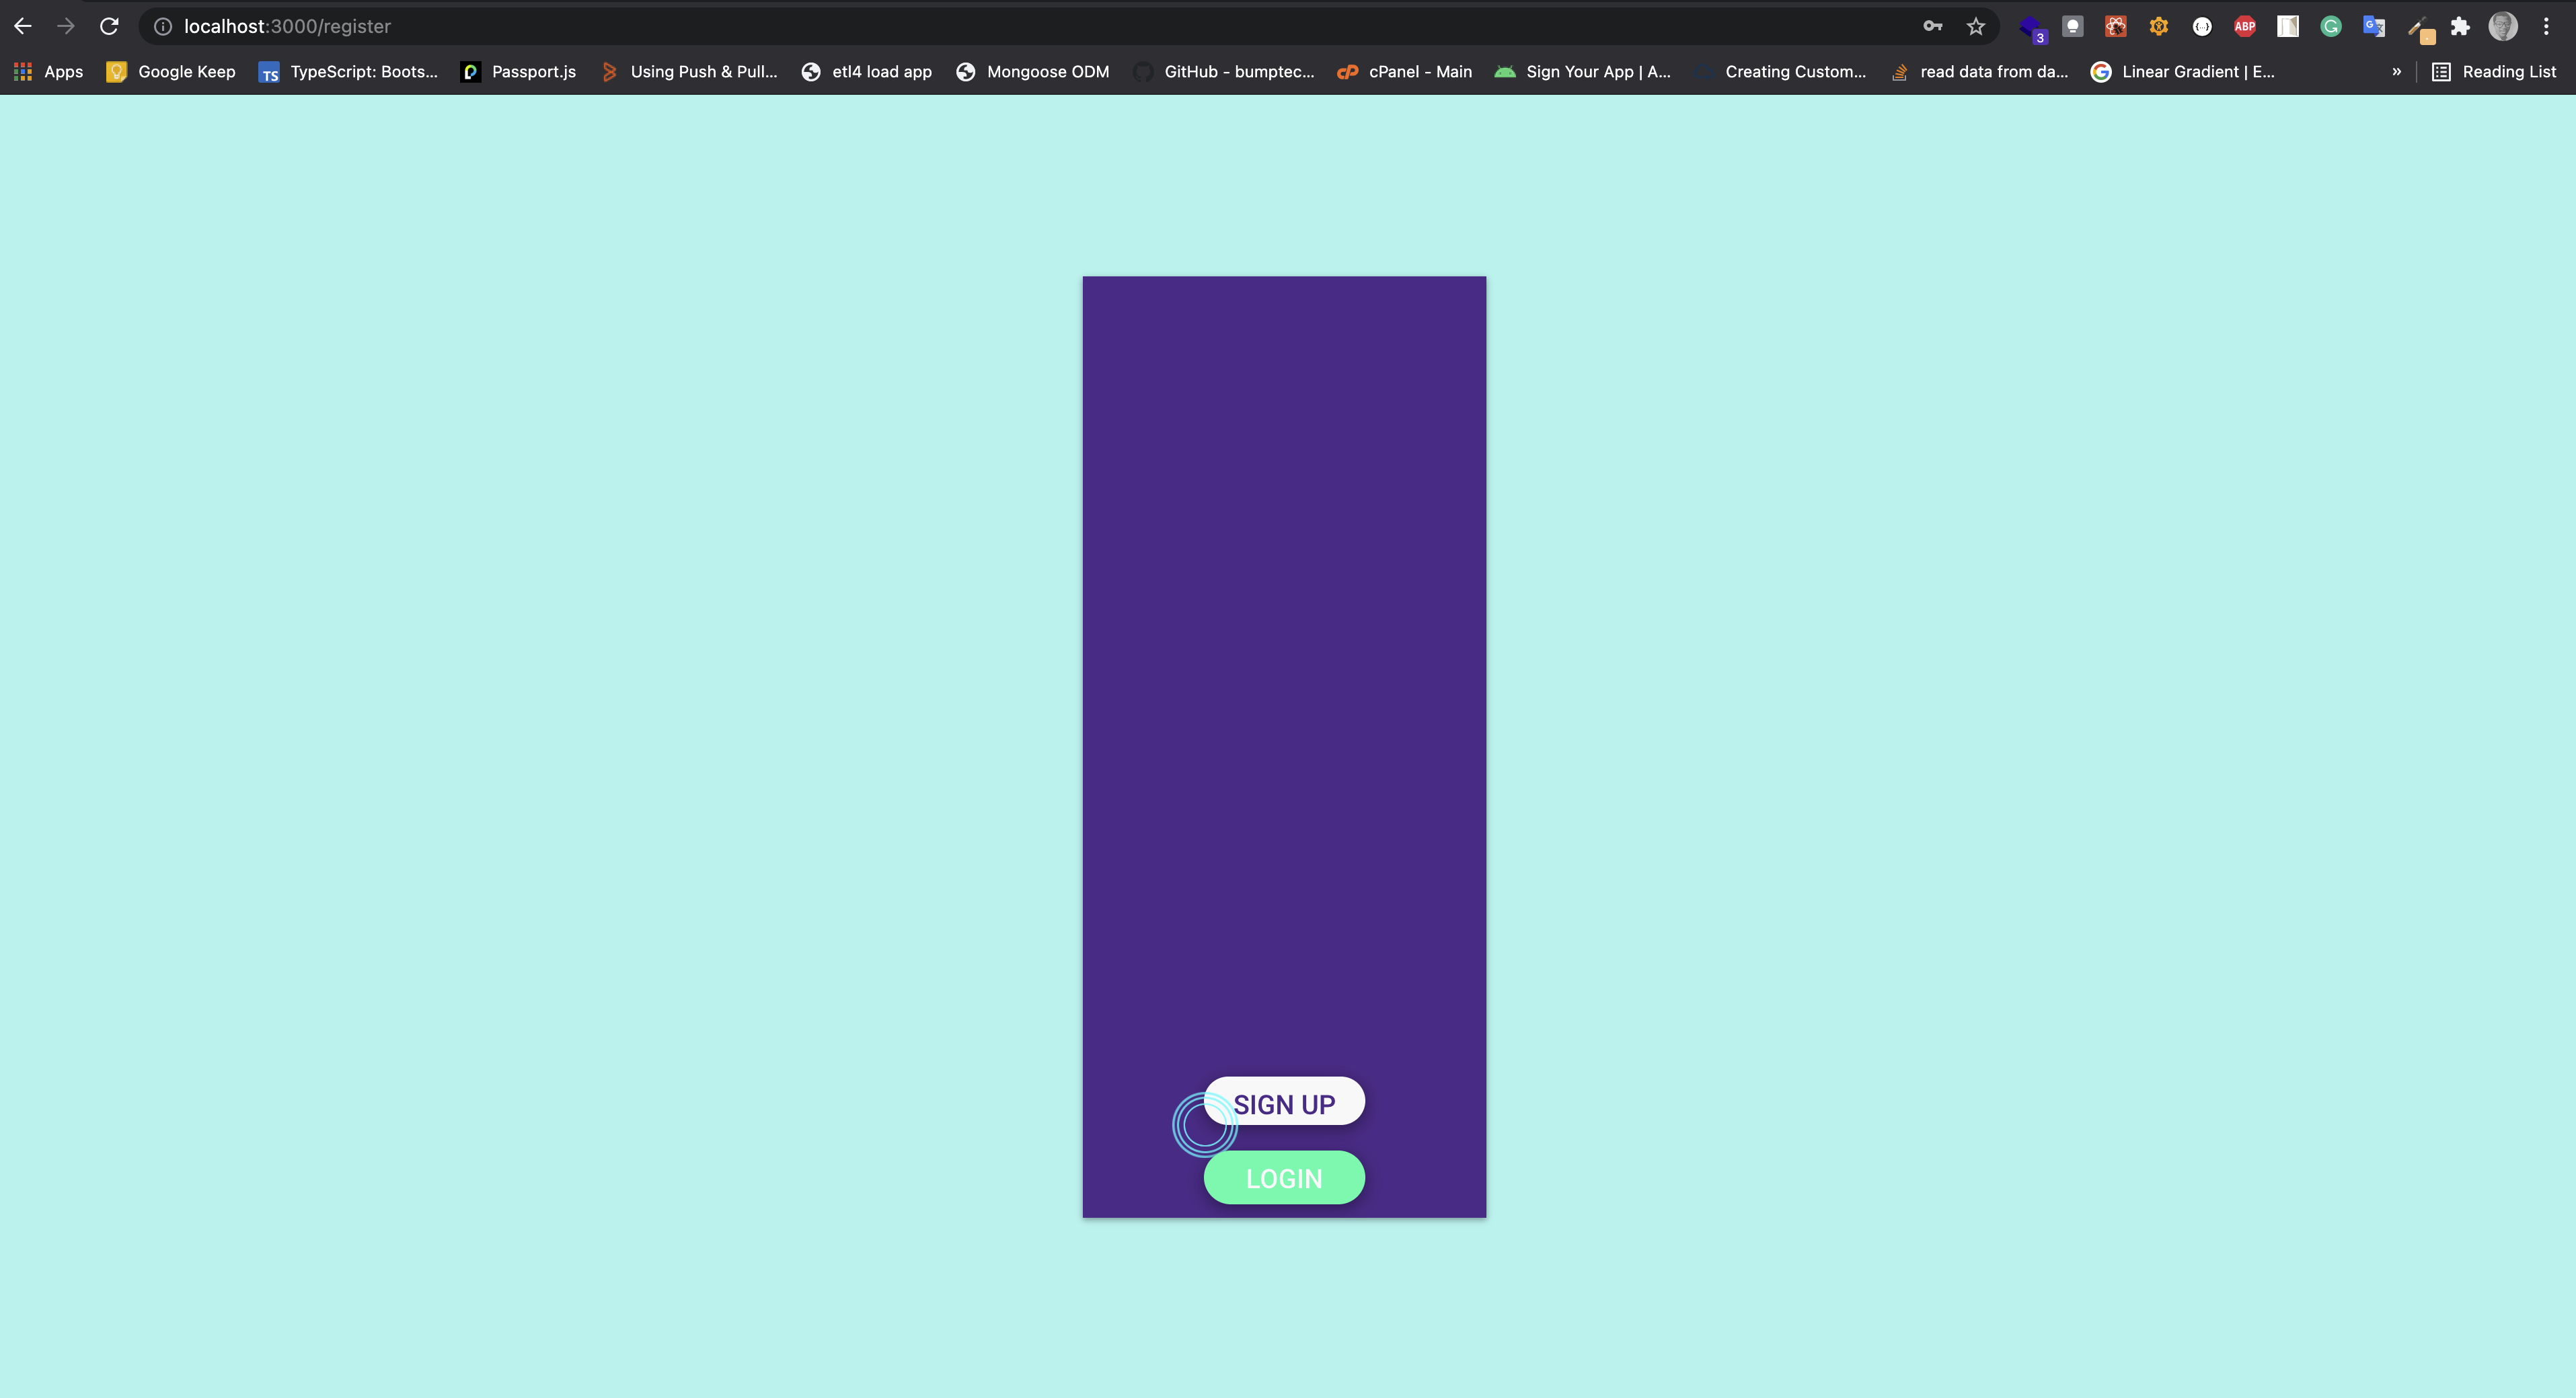 localhost:3000/register
3
ABP
Apps
Google Keep
TS TypeScript: Boots...
Passport.js
Using Push & Pull...
etl4 load app
Mongoose ODM
GitHub - bumptec...
cP cPanel - Main
Sign Your App | A...
Creating Custom...
read data from da...
G Linear Gradient | E...
»
Reading List
SIGN UP
LOGIN